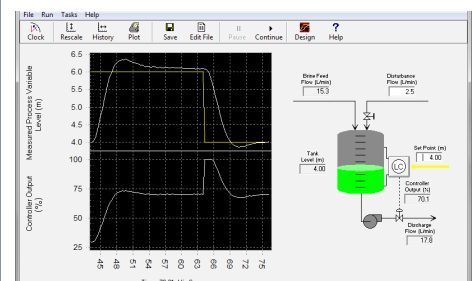 File Run Tasks Help
Clock Rescale History Plot Save Edit File Pause Continue Design Help
Measured Process Variable
Level (m)
6.5
6.0
5.5
5.0
4.5
4.0
Controller Output
(%)
100
75
50
25
45 48 51 54 57 60 63 66 69 72 75
Brine Feed
Flow (L/min)
15.3
Disturbance
Flow (L/min)
2.5
Tank
Level (m)
4.00
LC
Set Point (m)
4.00
Controller
Output (%)
70.1
Discharge
Flow (L/min)
17.8